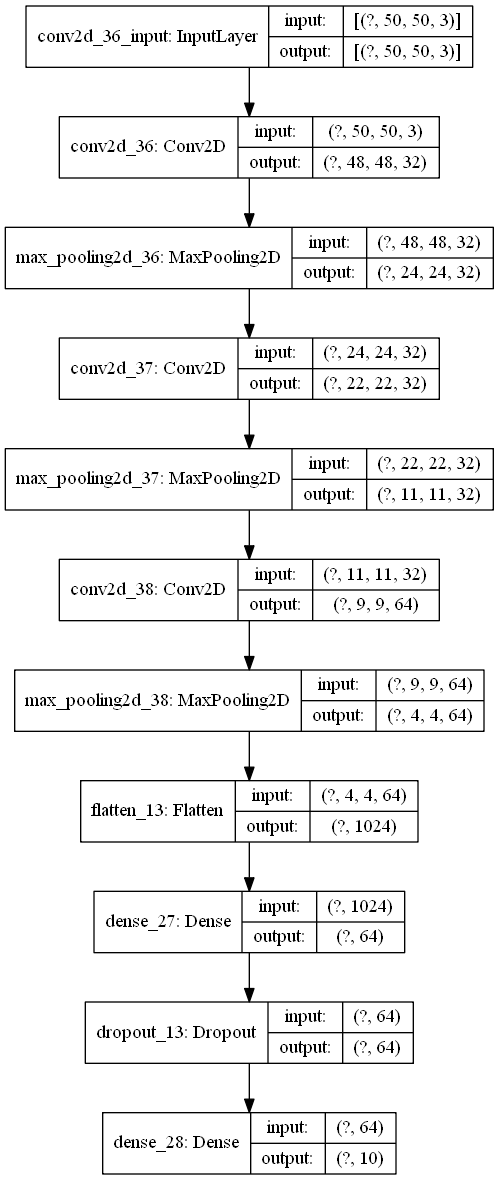 conv2d_36_input: InputLayer
input: [(?, 50, 50, 3)]
output: [(?, 50, 50, 3)]
conv2d_36: Conv2D
input: (?, 50, 50, 3)
output: (?, 48, 48, 32)
max_pooling2d_36: MaxPooling2D
input: (?, 48, 48, 32)
output: (?, 24, 24, 32)
conv2d_37: Conv2D
input: (?, 24, 24, 32)
output: (?, 22, 22, 32)
max_pooling2d_37: MaxPooling2D
input: (?, 22, 22, 32)
output: (?, 11, 11, 32)
conv2d_38: Conv2D
input: (?, 11, 11, 32)
output: (?, 9, 9, 64)
max_pooling2d_38: MaxPooling2D
input: (?, 9, 9, 64)
output: (?, 4, 4, 64)
flatten_13: Flatten
input: (?, 4, 4, 64)
output: (?, 1024)
dense_27: Dense
input: (?, 1024)
output: (?, 64)
dropout_13: Dropout
input: (?, 64)
output: (?, 64)
dense_28: Dense
input: (?, 64)
output: (?, 10)